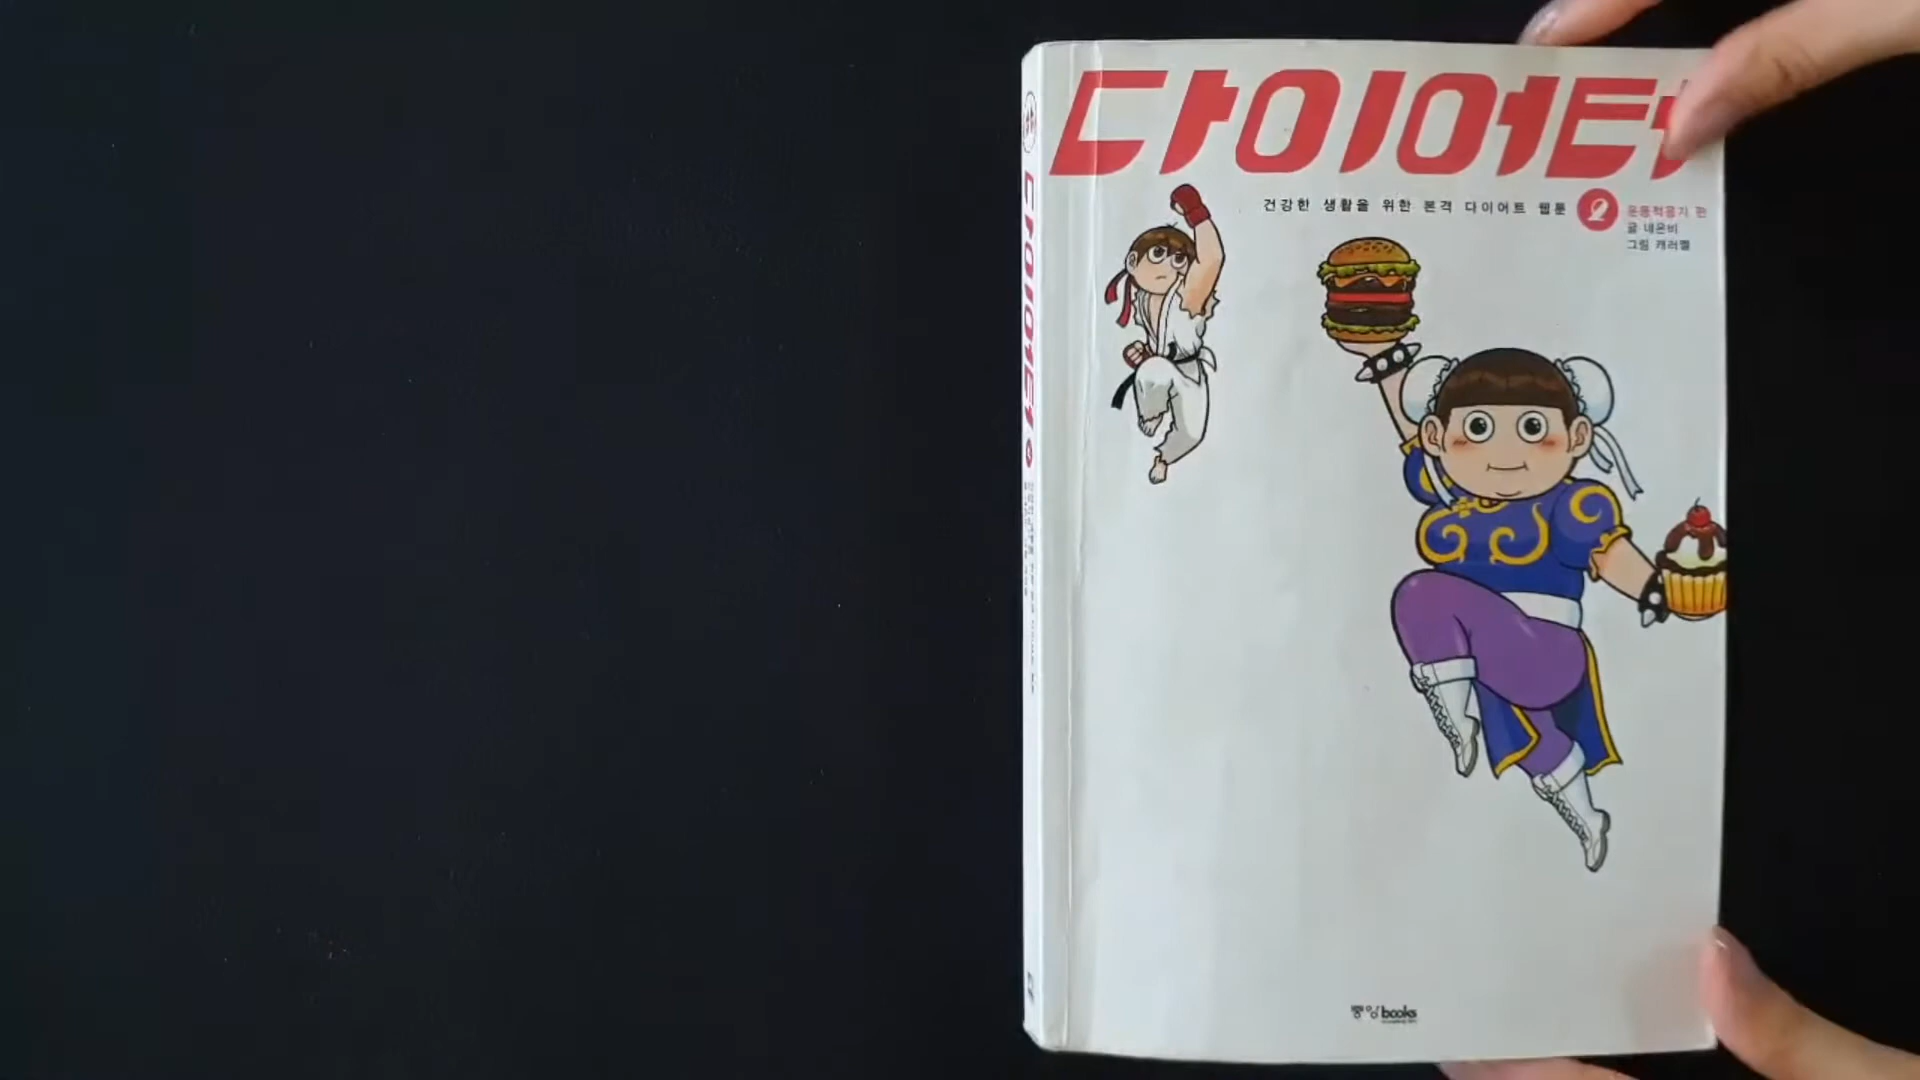 다이어터
건강한 생활을 위한 본격 다이어트 웹툰
2
운동적응기 편
글 네온비
그림 캐러멜
중앙books
다이어터